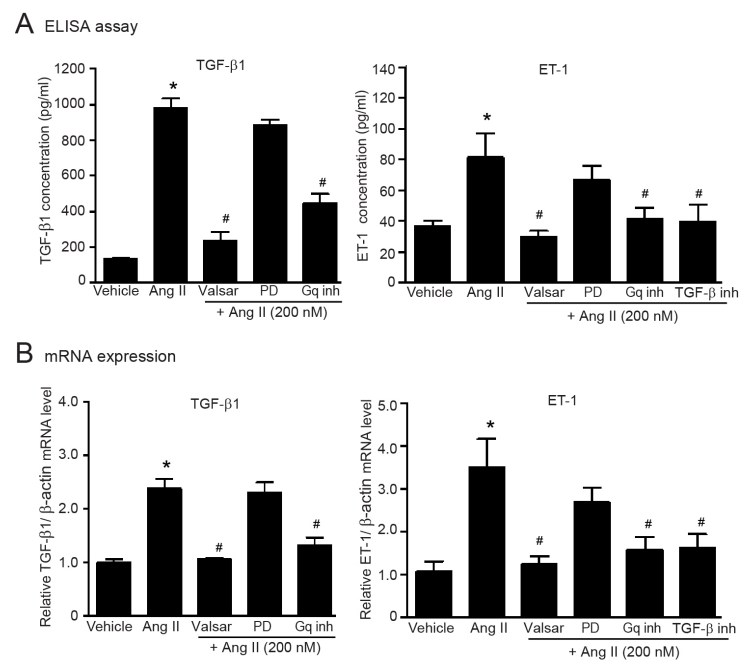 A ELISA assay
TGF-β1
TGF-β1 concentration (pg/ml)
1200
1000
800
600
400
200
0
*
#
#
Vehicle Ang II Valsar PD Gq inh
+ Ang II (200 nM)
ET-1
ET-1 concentration (pg/ml)
140
120
100
80
60
40
20
0
*
#
#
#
Vehicle Ang II Valsar PD Gq inh TGF-β inh
+ Ang II (200 nM)
B mRNA expression
TGF-β1
Relative TGF-β1/ β-actin mRNA level
4.0
3.0
2.0
1.0
0
*
#
#
Vehicle Ang II Valsar PD Gq inh
+ Ang II (200 nM)
ET-1
Relative ET-1/ β-actin mRNA level
5.0
4.0
3.0
2.0
1.0
0
*
#
#
#
Vehicle Ang II Valsar PD Gq inh TGF-β inh
+ Ang II (200 nM)